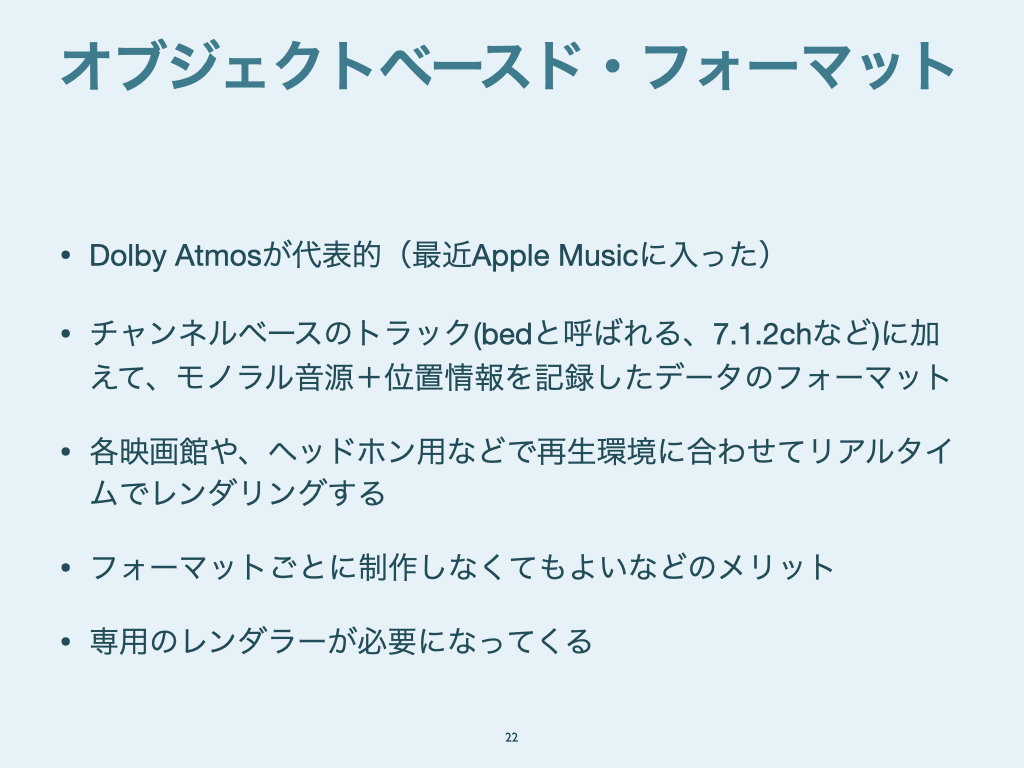 オブジェクトベースド・フォーマット
• Dolby Atmosが代表的（最近Apple Musicに入った）
• チャンネルベースのトラック(bedと呼ばれる、7.1.2chなど)に加
えて、モノラル音源＋位置情報を記録したデータのフォーマット
• 各映画館や、ヘッドホン用などで再生環境に合わせてリアルタイ
ムでレンダリングする
• フォーマットごとに制作しなくてもよいなどのメリット
• 専用のレンダラーが必要になってくる
22